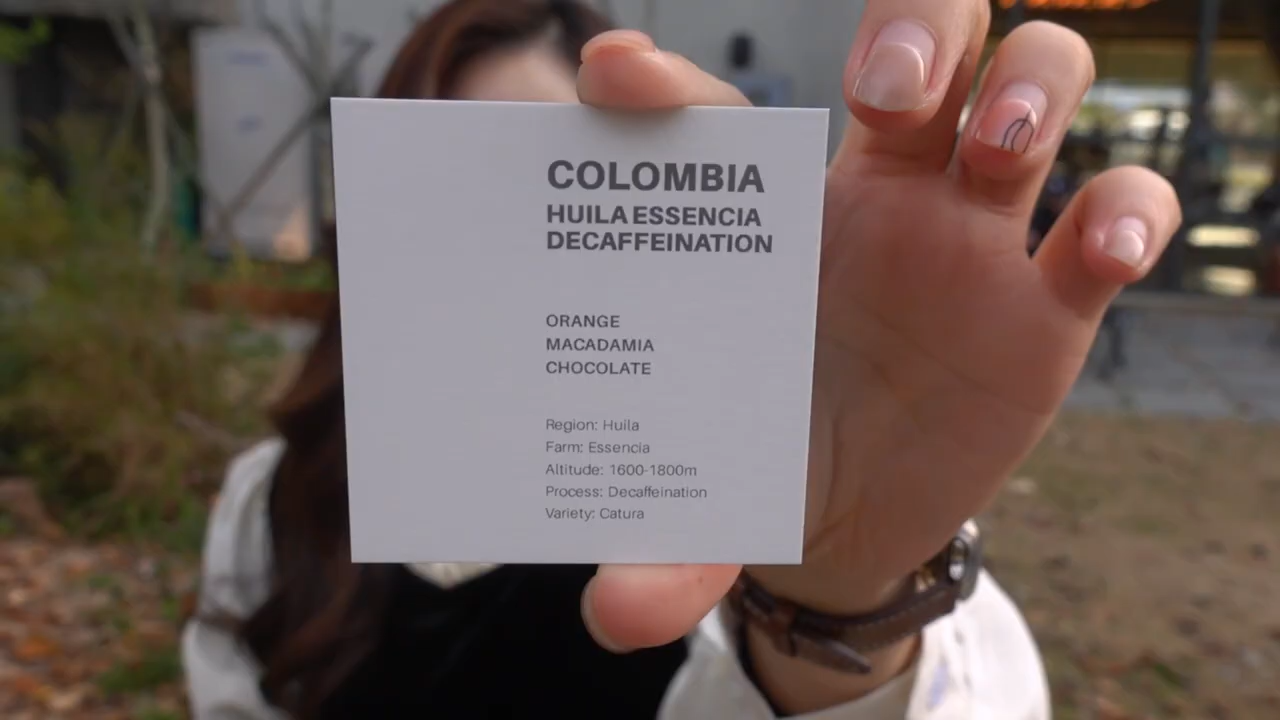 COLOMBIA
HUILA ESSENCIA
DECAFFEINATION
ORANGE
MACADAMIA
CHOCOLATE
Region: Huila
Farm: Essencia
Altitude: 1600-1800m
Process: Decaffeination
Variety: Catura